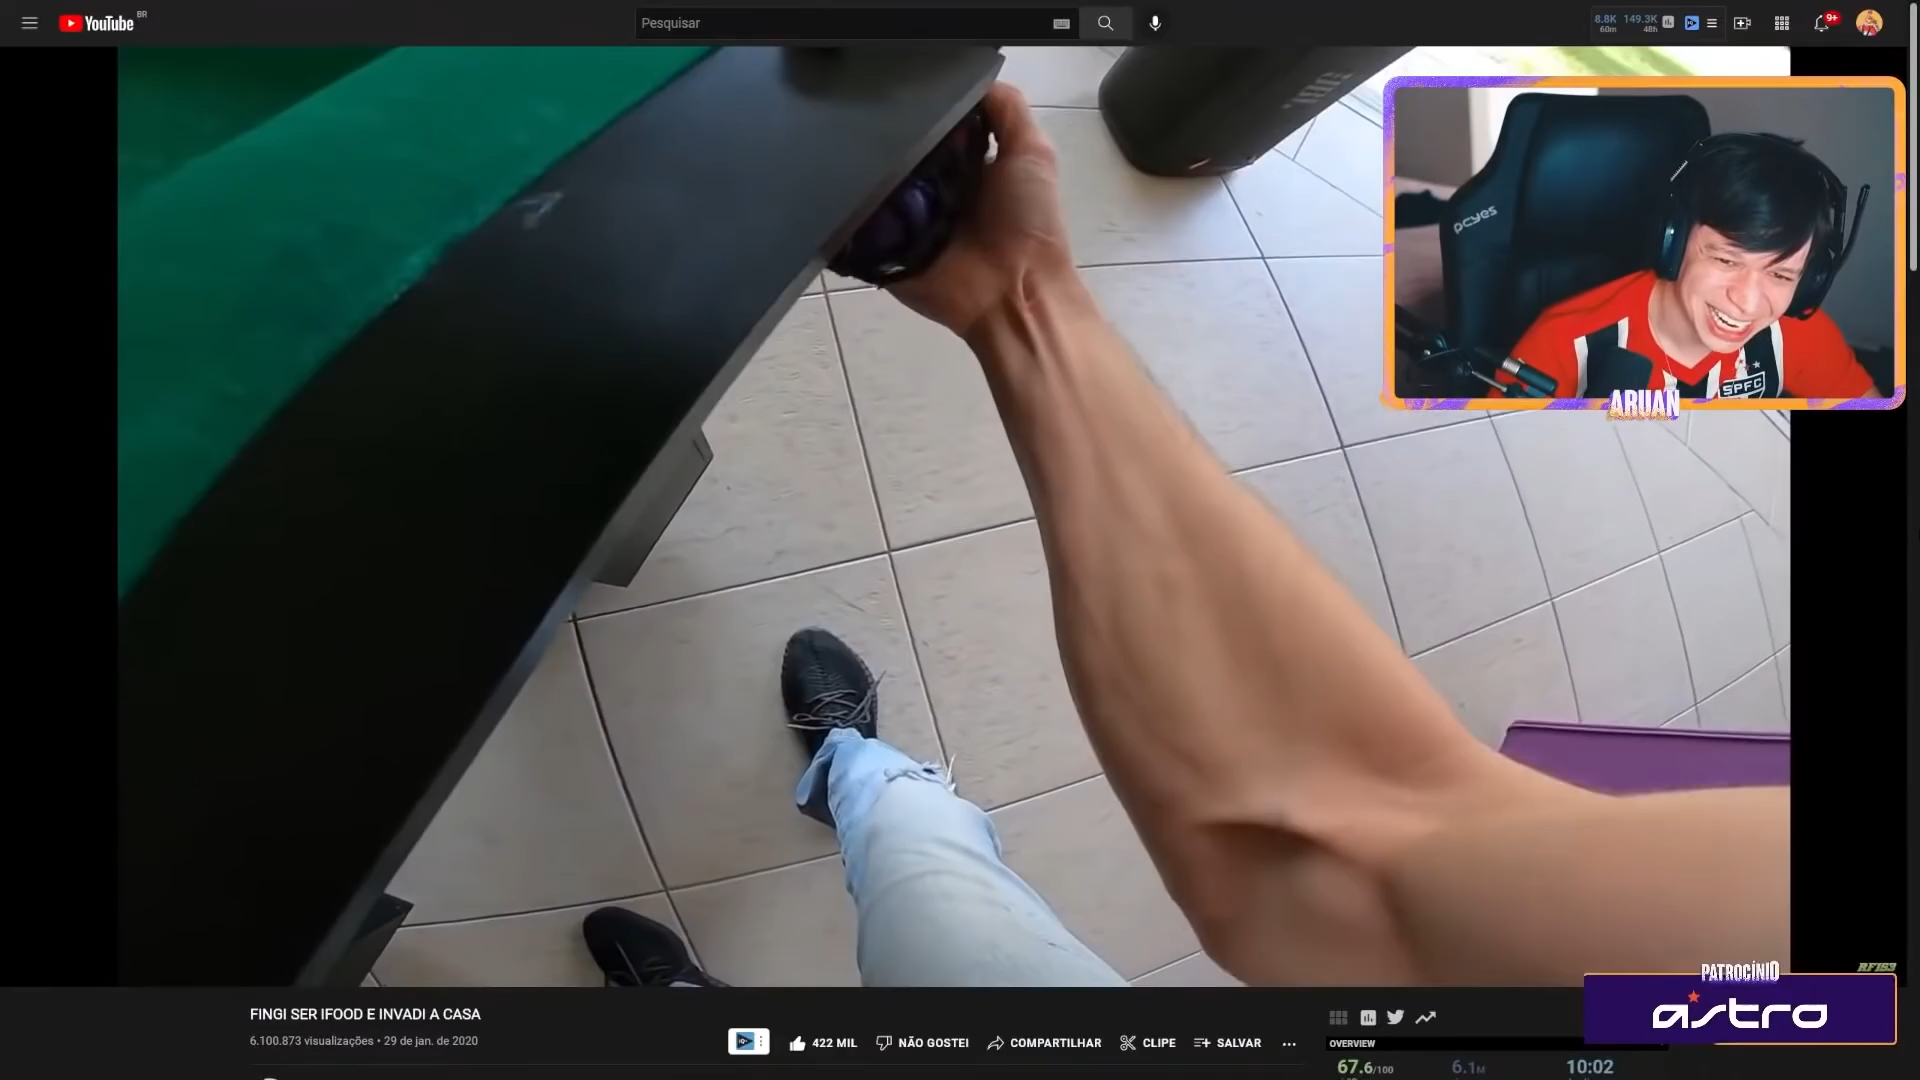 YouTube BR
Pesquisar
8.8K 149.3K
60m 48h
9+
pcyes
SPFC
ARUAN
PATROCÍNIO
astro
RF153
FINGI SER IFOOD E INVADI A CASA
6.100.873 visualizações • 29 de jan. de 2020
422 MIL
NÃO GOSTEI
COMPARTILHAR
CLIPE
SALVAR
OVERVIEW
67.6/100 6.1M 10:02